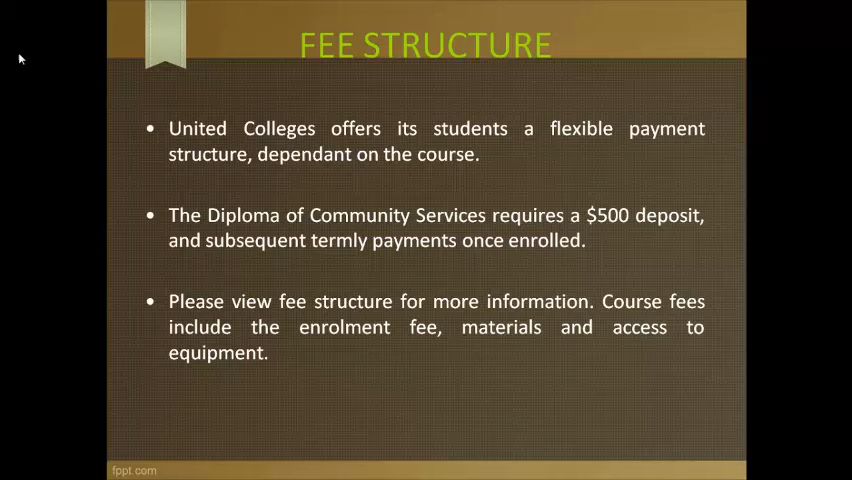 FEE STRUCTURE
• United Colleges offers its students a flexible payment
structure, dependant on the course.
• The Diploma of Community Services requires a $500 deposit,
and subsequent termly payments once enrolled.
• Please view fee structure for more information. Course fees
include the enrolment fee, materials and access to
equipment.
fppt.com